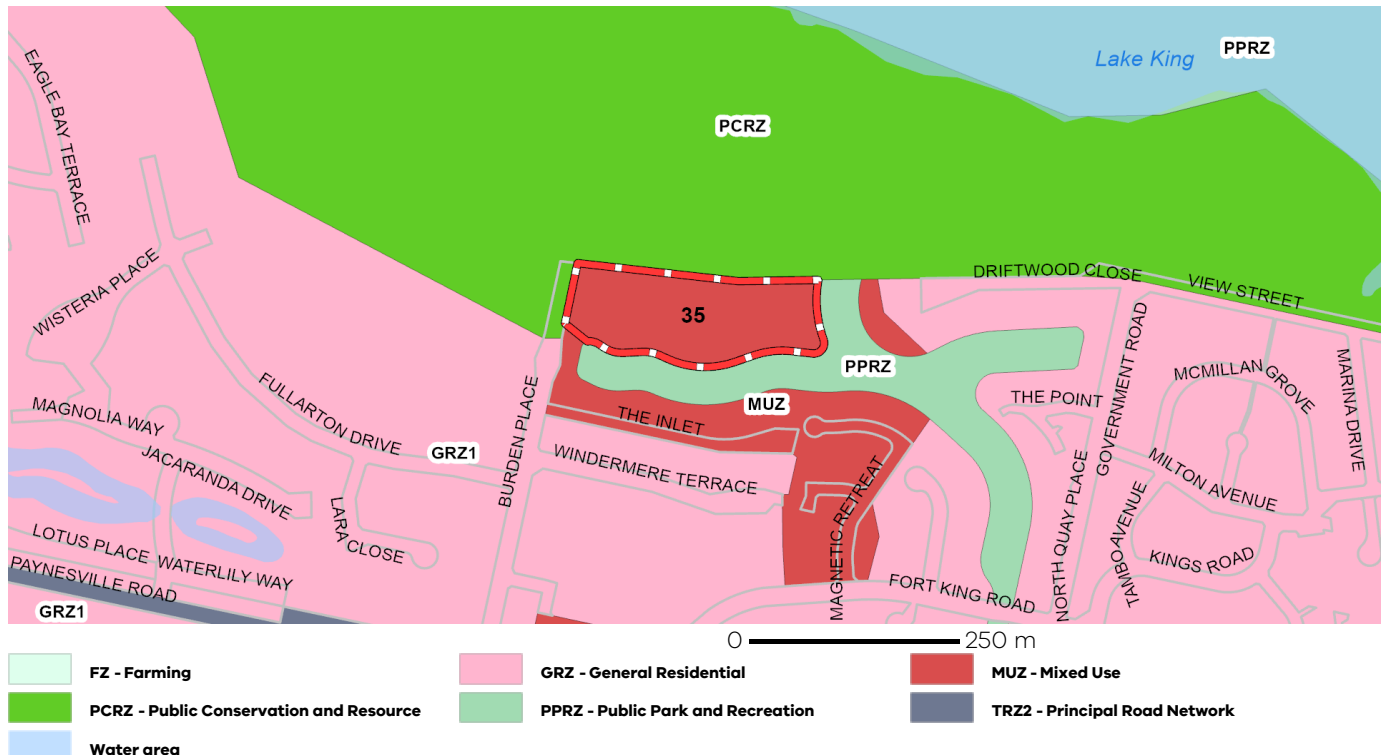 EAGLE BAY TERRACE
Lake King
PPRZ
PCRZ
WISTERIA PLACE
DRIFTWOOD CLOSE
VIEW STREET
35
GOVERNMENT ROAD
PPRZ
MCMILLAN GROVE
MARINA DRIVE
FULLARTON DRIVE
MAGNOLIA WAY
BURDEN PLACE
MUZ
THE INLET
THE POINT
JACARANDA DRIVE
GRZ1
WINDERMERE TERRACE
MILTON AVENUE
LARA CLOSE
MAGNETIC RETREAT
NORTH QUAY PLACE
TAMBO AVENUE
KINGS ROAD
LOTUS PLACE
WATERLILY WAY
PAYNESVILLE ROAD
FORT KING ROAD
GRZ1
0 250 m
FZ - Farming
GRZ - General Residential
MUZ - Mixed Use
PCRZ - Public Conservation and Resource
PPRZ - Public Park and Recreation
TRZ2 - Principal Road Network
Water area